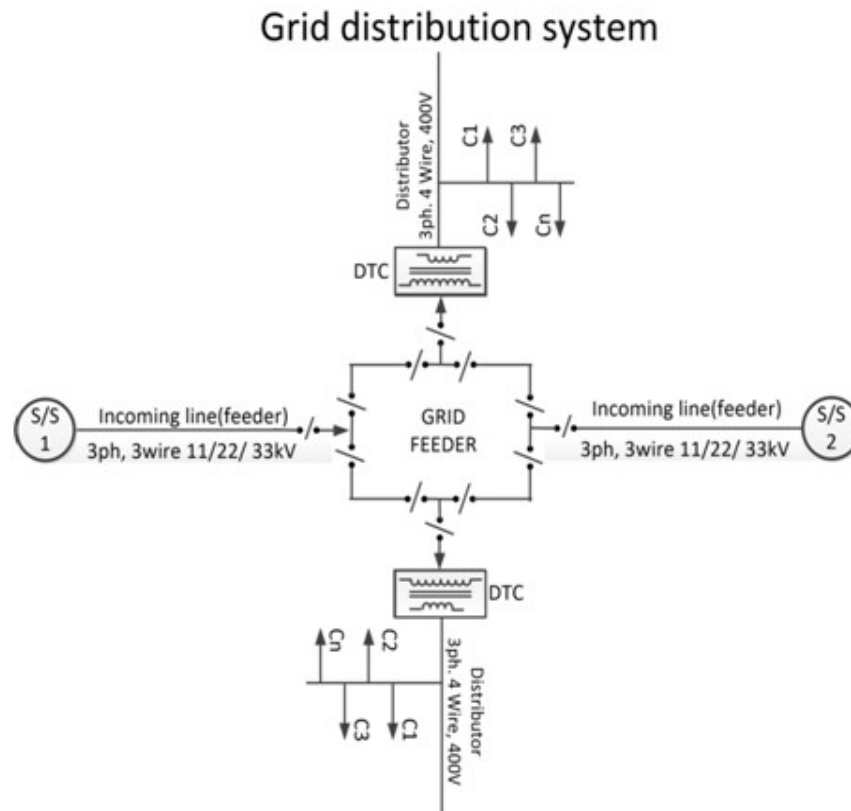 Grid distribution system
Distributor
3ph. 4 Wire, 400V
C1
C3
C2
Cn
DTC
S/S
1
Incoming line(feeder)
3ph, 3wire 11/22/ 33kV
GRID
FEEDER
Incoming line(feeder)
3ph, 3wire 11/22/ 33kV
S/S
2
DTC
Cn
C2
C3
C1
Distributor
3ph. 4 Wire, 400V